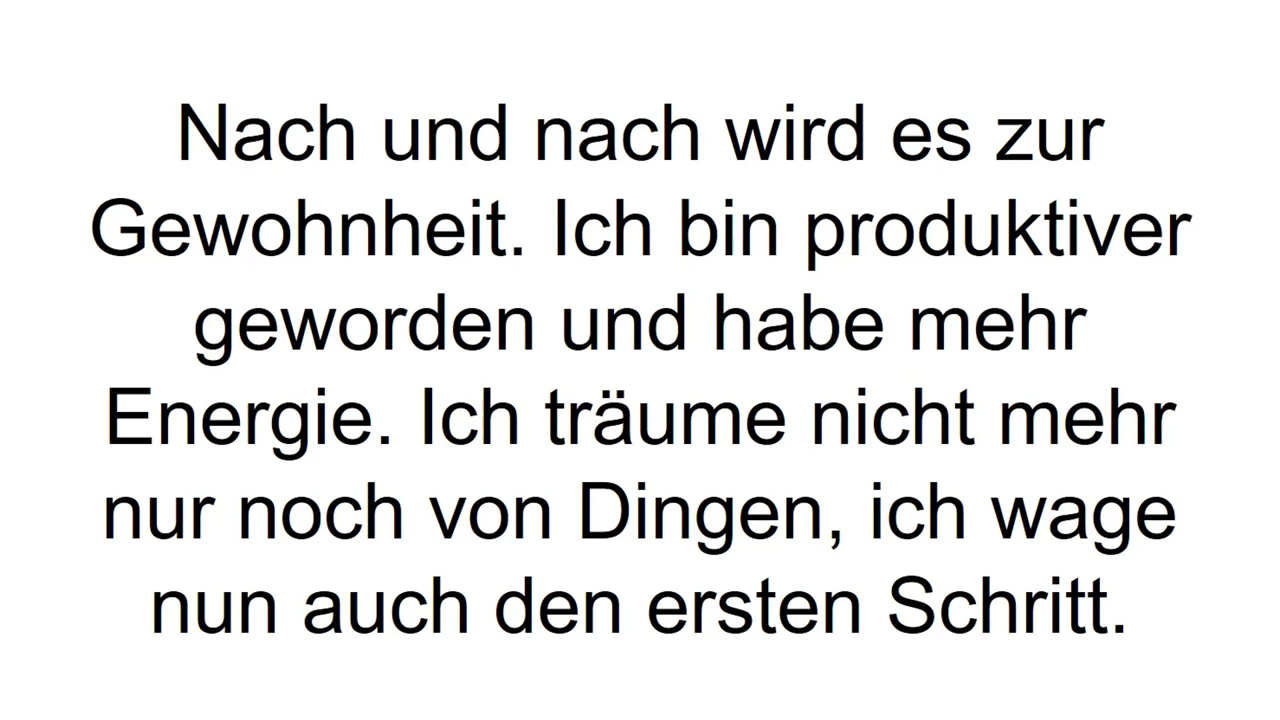 Nach und nach wird es zur
Gewohnheit. Ich bin produktiver
geworden und habe mehr
Energie. Ich träume nicht mehr
nur noch von Dingen, ich wage
nun auch den ersten Schritt.